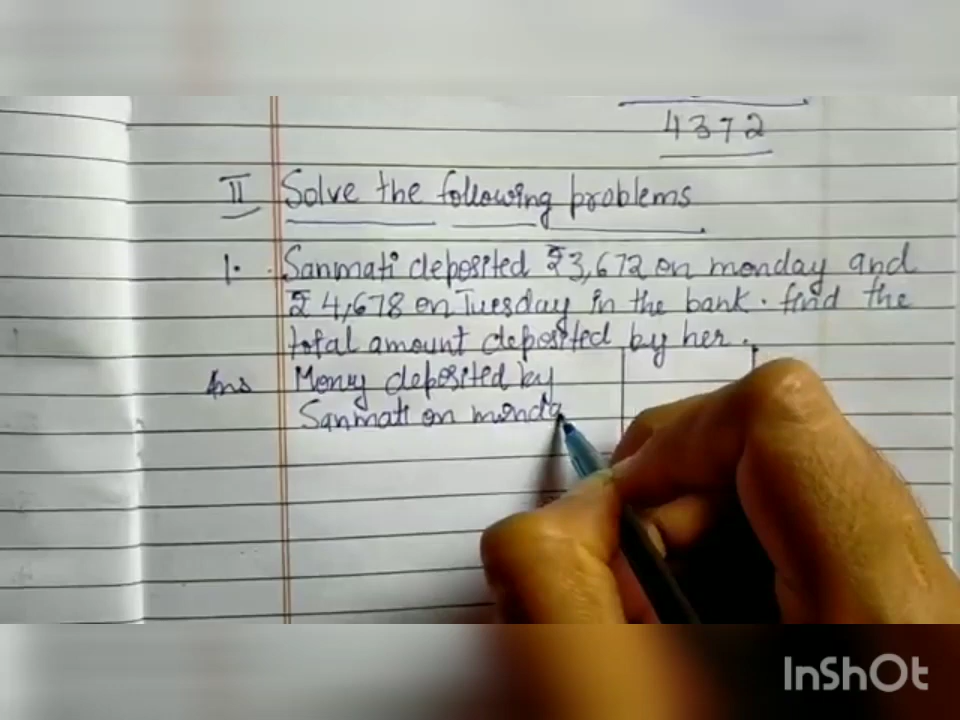 4372
II Solve the following problems
1. Sanmati deposited ₹3,672 on monday and
₹ 4,678 on Tuesday in the bank. find the
total amount deposited by her.
Ans Money deposited by
Sanmati on monda
InShOt